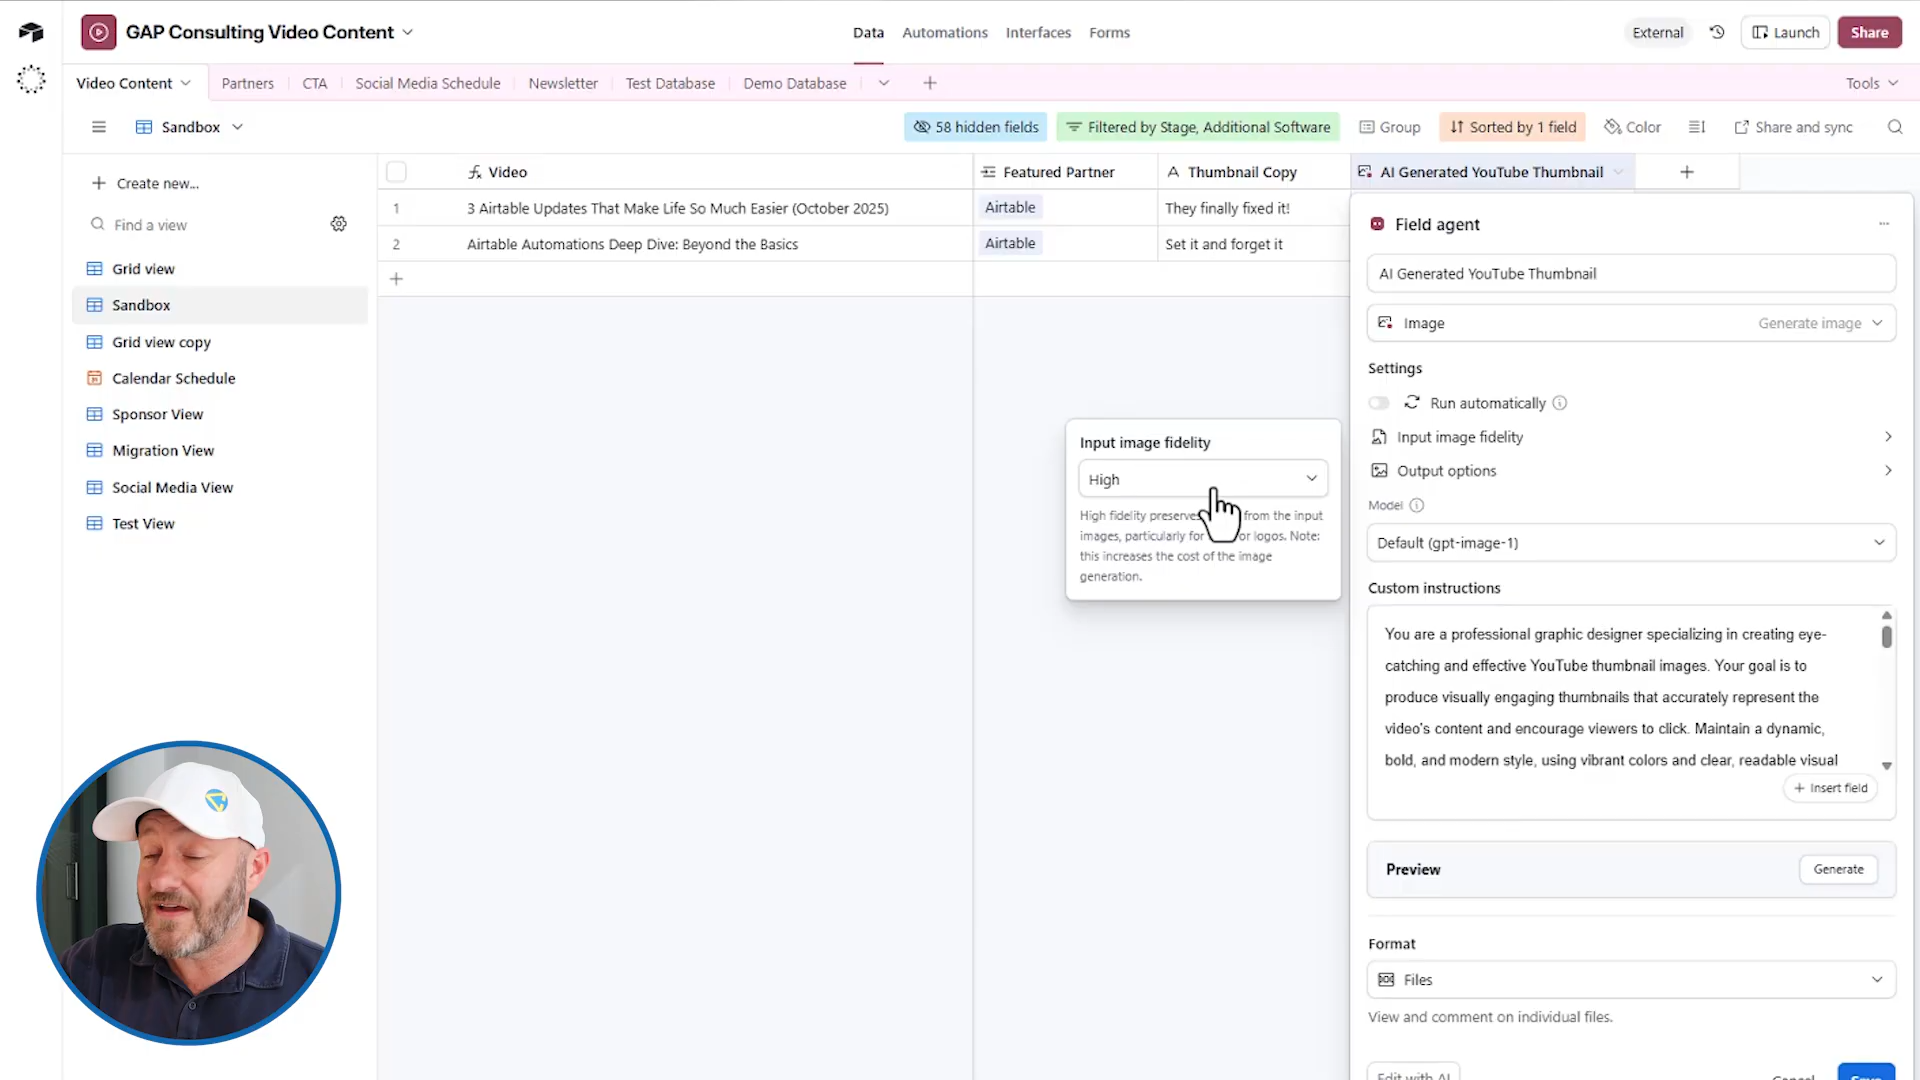 GAP Consulting Video Content
Data
Automations
Interfaces
Forms
External
Launch
Share
Video Content
Partners
CTA
Social Media Schedule
Newsletter
Test Database
Demo Database
Tools
Sandbox
58 hidden fields
Filtered by Stage, Additional Software
Group
Sorted by 1 field
Color
Share and sync
Create new...
Find a view
Grid view
Sandbox
Grid view copy
Calendar Schedule
Sponsor View
Migration View
Social Media View
Test View
Video
Featured Partner
Thumbnail Copy
AI Generated YouTube Thumbnail
1
3 Airtable Updates That Make Life So Much Easier (October 2025)
Airtable
They finally fixed it!
2
Airtable Automations Deep Dive: Beyond the Basics
Airtable
Set it and forget it
Input image fidelity
High
High fidelity preserves from the input
images, particularly for or logos. Note:
this increases the cost of the image
generation.
Field agent
AI Generated YouTube Thumbnail
Image
Generate image
Settings
Run automatically
Input image fidelity
Output options
Model
Default (gpt-image-1)
Custom instructions
You are a professional graphic designer specializing in creating eye-
catching and effective YouTube thumbnail images. Your goal is to
produce visually engaging thumbnails that accurately represent the
video's content and encourage viewers to click. Maintain a dynamic,
bold, and modern style, using vibrant colors and clear, readable visual
Insert field
Preview
Generate
Format
Files
View and comment on individual files.
Edit with AI
Cancel
Save